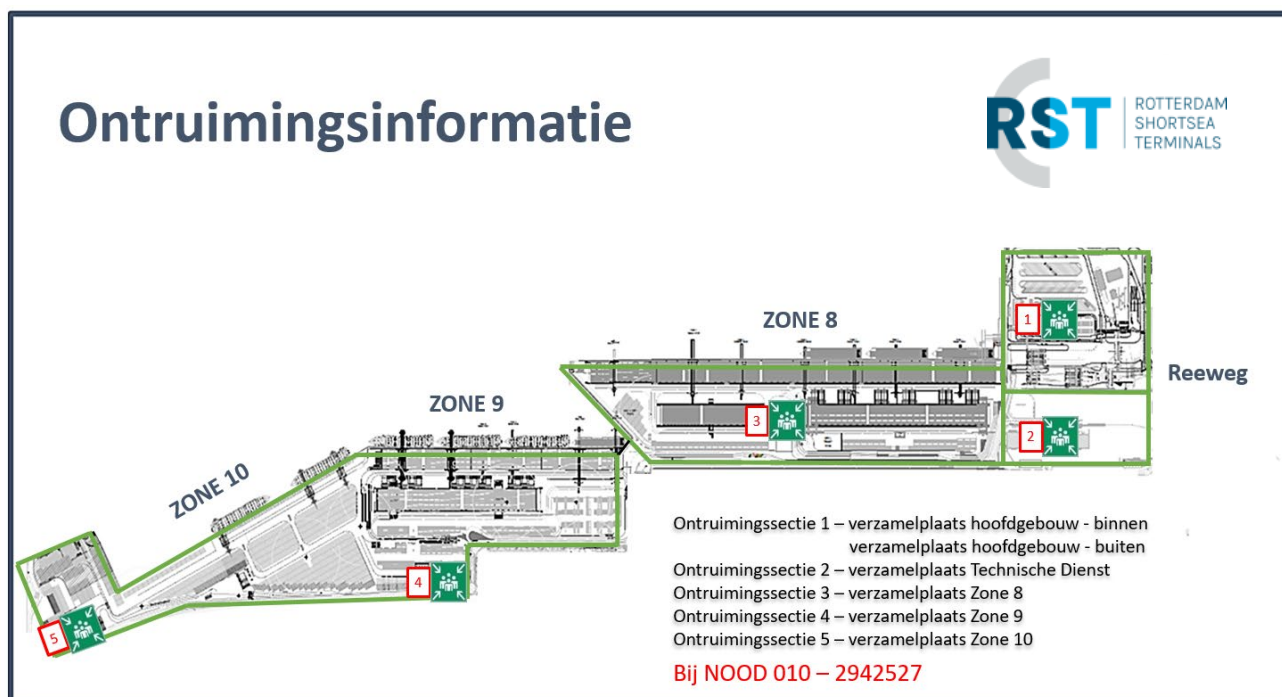 Ontruimingsinformatie
RST
ROTTERDAM
SHORTSEA
TERMINALS
ZONE 8
1
Reeweg
ZONE 9
3
2
ZONE 10
4
5
Ontruimingssectie 1 – verzamelplaats hoofdgebouw - binnen
verzamelplaats hoofdgebouw - buiten
Ontruimingssectie 2 – verzamelplaats Technische Dienst
Ontruimingssectie 3 – verzamelplaats Zone 8
Ontruimingssectie 4 – verzamelplaats Zone 9
Ontruimingssectie 5 – verzamelplaats Zone 10
Bij NOOD 010 – 2942527